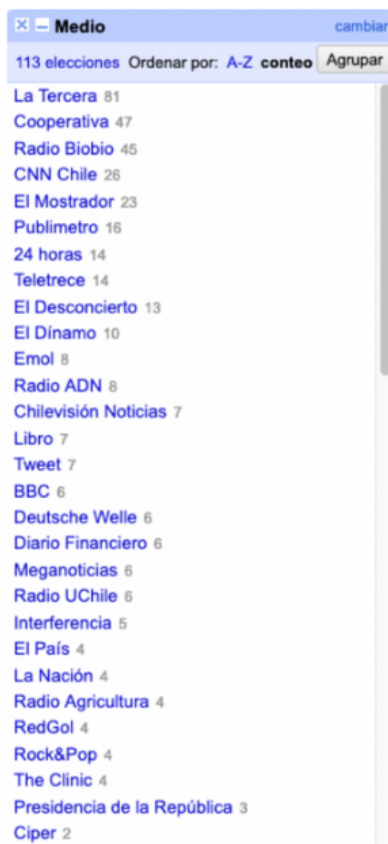 Medio cambiar
113 elecciones Ordenar por: A-Z conteo Agrupar
La Tercera 81
Cooperativa 47
Radio Biobio 45
CNN Chile 26
El Mostrador 23
Publimetro 16
24 horas 14
Teletrece 14
El Desconcierto 13
El Dínamo 10
Emol 8
Radio ADN 8
Chilevisión Noticias 7
Libro 7
Tweet 7
BBC 6
Deutsche Welle 6
Diario Financiero 6
Meganoticias 6
Radio UChile 6
Interferencia 5
El País 4
La Nación 4
Radio Agricultura 4
RedGol 4
Rock&Pop 4
The Clinic 4
Presidencia de la República 3
Ciper 2